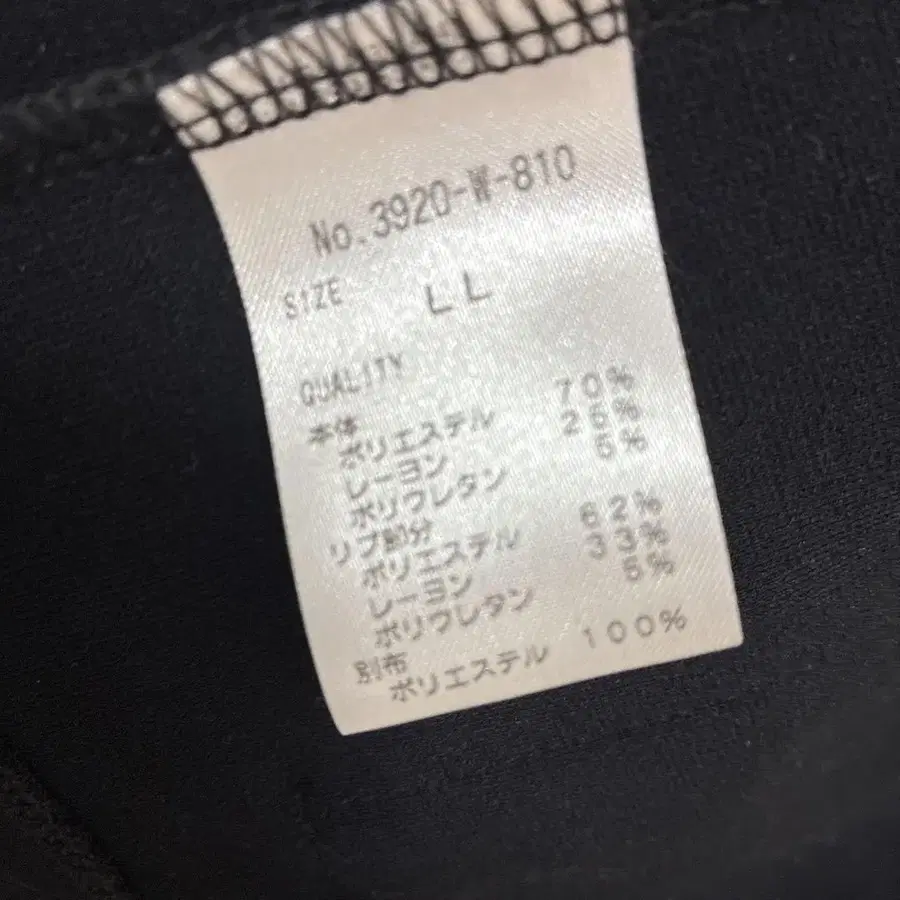 No.3920-W-810
SIZE LL
QUALITY
本体
ポリエステル 70%
レーヨン 25%
ポリウレタン 5%
リブ部分
ポリエステル 62%
レーヨン 33%
ポリウレタン 5%
別布
ポリエステル 100%